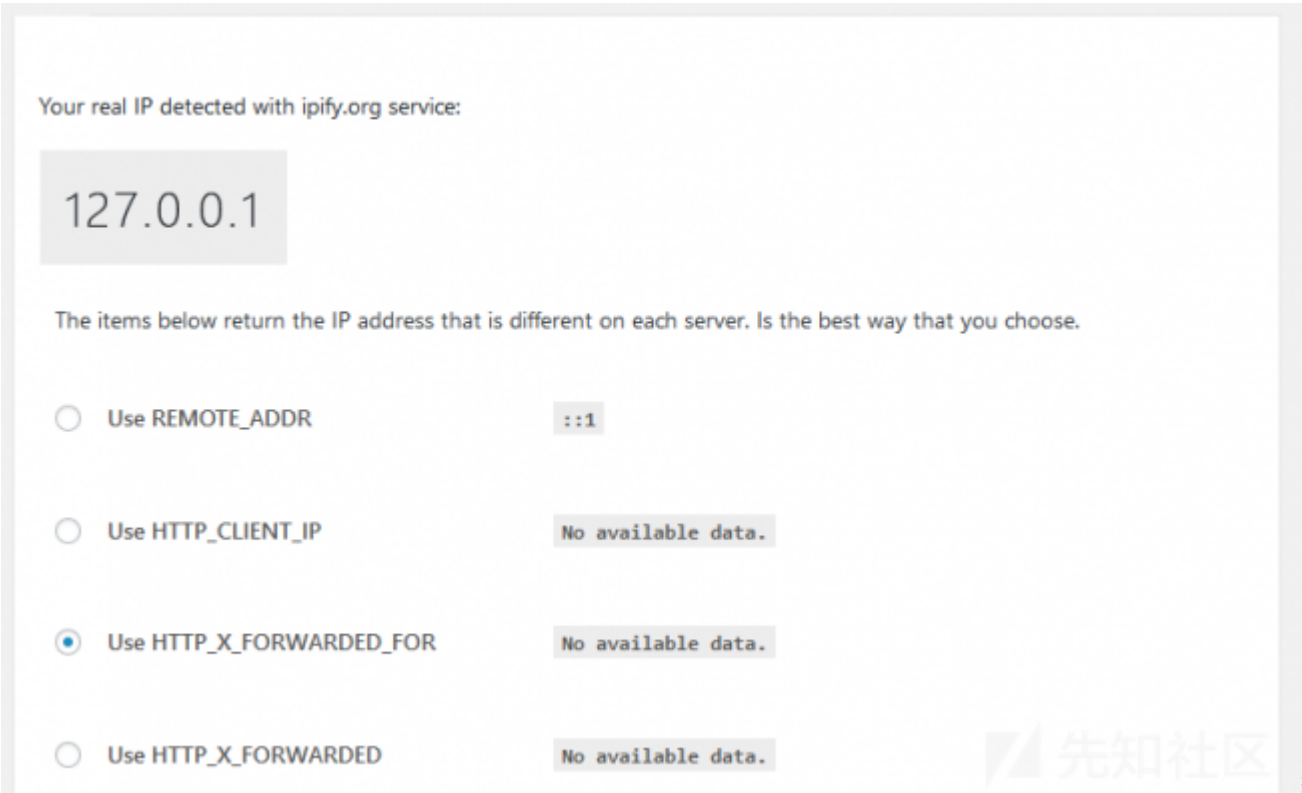 Your real IP detected with ipify.org service:
127.0.0.1
The items below return the IP address that is different on each server. Is the best way that you choose.
Use REMOTE_ADDR ::1
Use HTTP_CLIENT_IP No available data.
Use HTTP_X_FORWARDED_FOR No available data.
Use HTTP_X_FORWARDED No available data.
先知社区